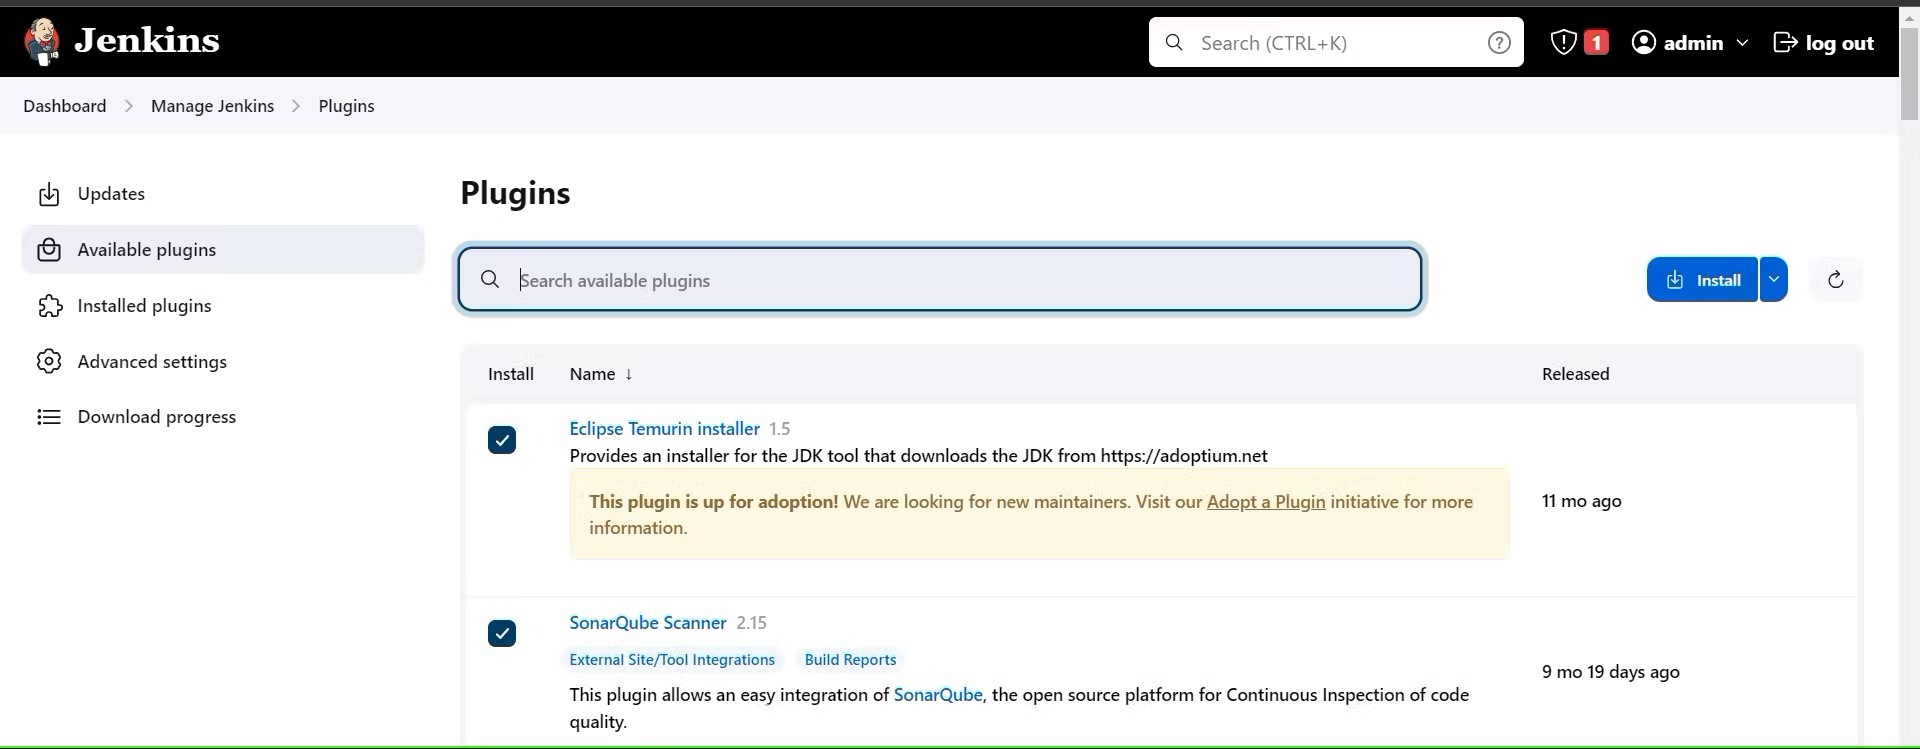 Jenkins
Search (CTRL+K)
1
admin
log out
Dashboard
Manage Jenkins
Plugins
Updates
Available plugins
Installed plugins
Advanced settings
Download progress
Plugins
Search available plugins
Install
Install Name ↓ Released
Eclipse Temurin installer 1.5
Provides an installer for the JDK tool that downloads the JDK from https://adoptium.net
This plugin is up for adoption! We are looking for new maintainers. Visit our Adopt a Plugin initiative for more
information.
11 mo ago
SonarQube Scanner 2.15
External Site/Tool Integrations Build Reports
This plugin allows an easy integration of SonarQube, the open source platform for Continuous Inspection of code
quality.
9 mo 19 days ago